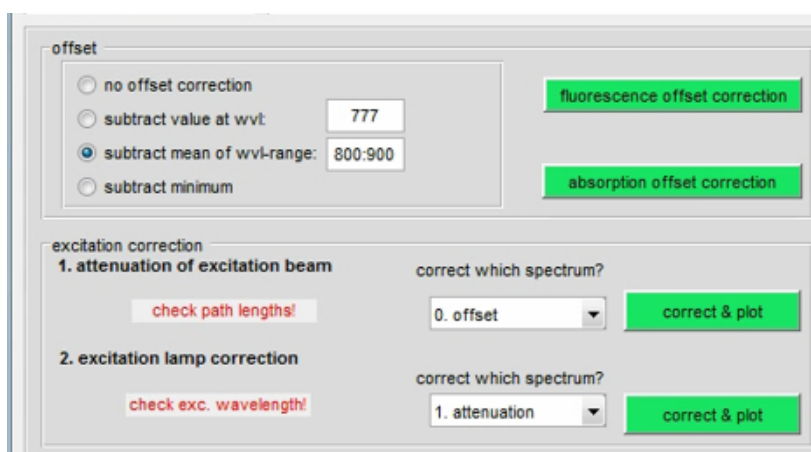 offset
no offset correction
subtract value at wvl: 777
subtract mean of wvl-range: 800:900
subtract minimum
fluorescence offset correction
absorption offset correction
excitation correction
1. attenuation of excitation beam
correct which spectrum?
check path lengths!
0. offset
correct & plot
2. excitation lamp correction
correct which spectrum?
check exc. wavelength!
1. attenuation
correct & plot